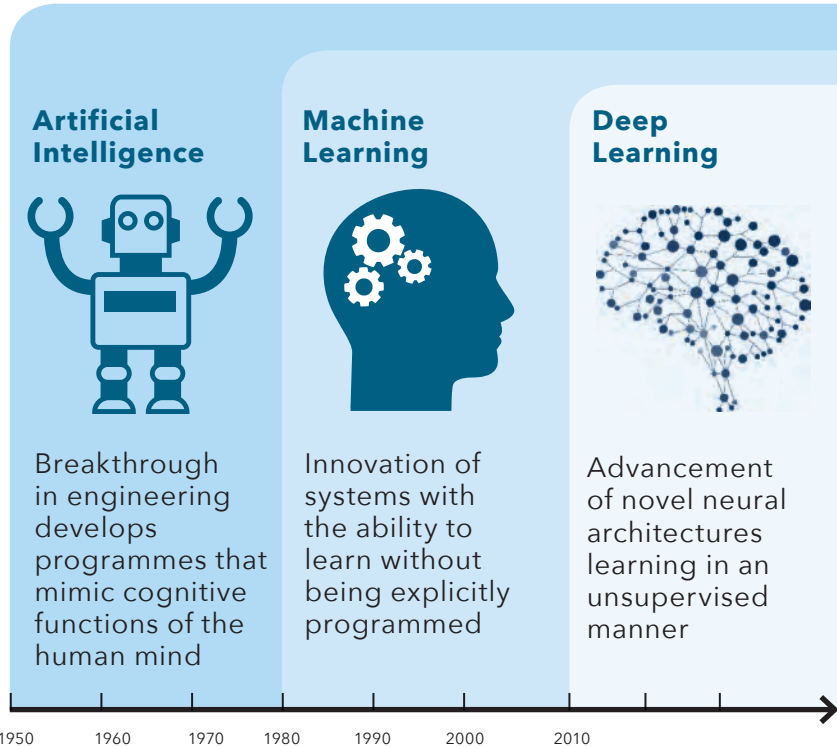 Artificial
Intelligence
Machine
Learning
Deep
Learning
Breakthrough
in engineering
develops
programmes that
mimic cognitive
functions of the
human mind
Innovation of
systems with
the ability to
learn without
being explicitly
programmed
Advancement
of novel neural
architectures
learning in an
unsupervised
manner
1950 1960 1970 1980 1990 2000 2010